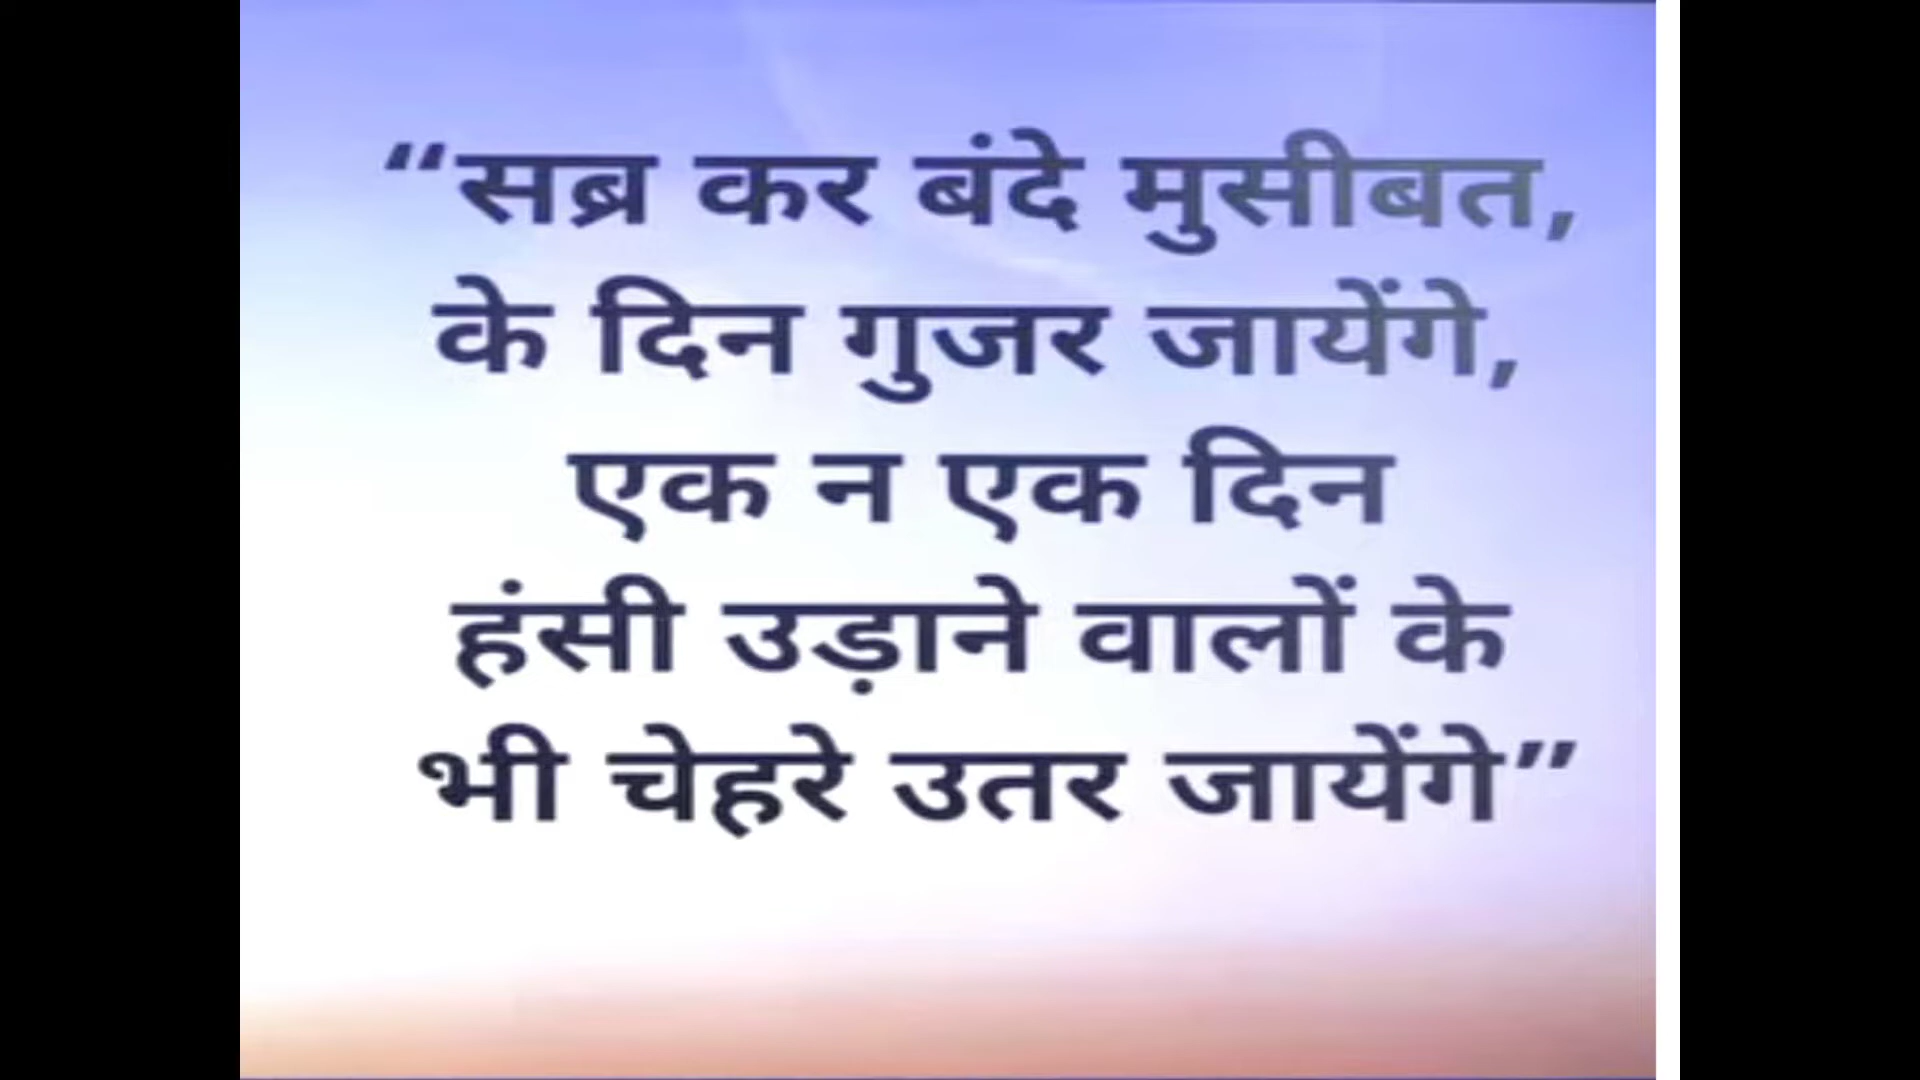 “सब्र कर बंदे मुसीबत,
के दिन गुजर जायेंगे,
एक न एक दिन
हंसी उड़ाने वालों के
भी चेहरे उतर जायेंगे”